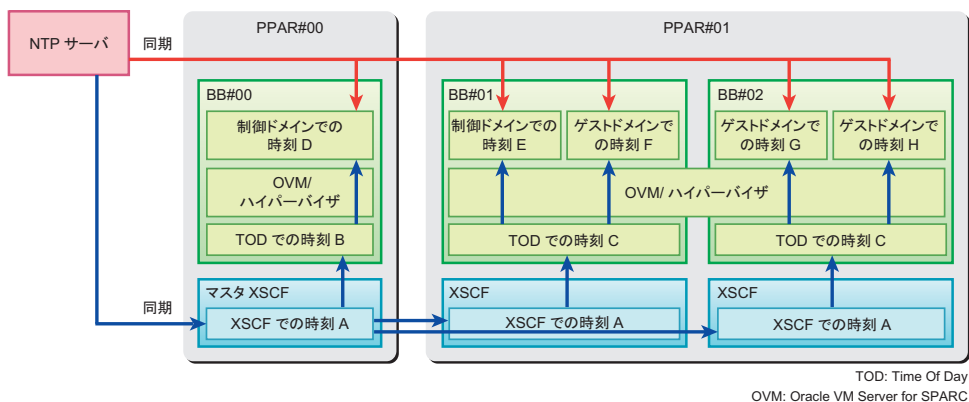 NTP サーバ
同期
PPAR#00
PPAR#01
BB#00
制御ドメインでの
時刻 D
OVM/
ハイパーバイザ
TOD での時刻 B
BB#01
制御ドメインでの
時刻 E
ゲストドメインで
の時刻 F
BB#02
ゲストドメインで
の時刻 G
ゲストドメインで
の時刻 H
OVM/ ハイパーバイザ
TOD での時刻 C
TOD での時刻 C
同期
マスタ XSCF
XSCF での時刻 A
XSCF
XSCF での時刻 A
XSCF
XSCF での時刻 A
TOD: Time Of Day
OVM: Oracle VM Server for SPARC